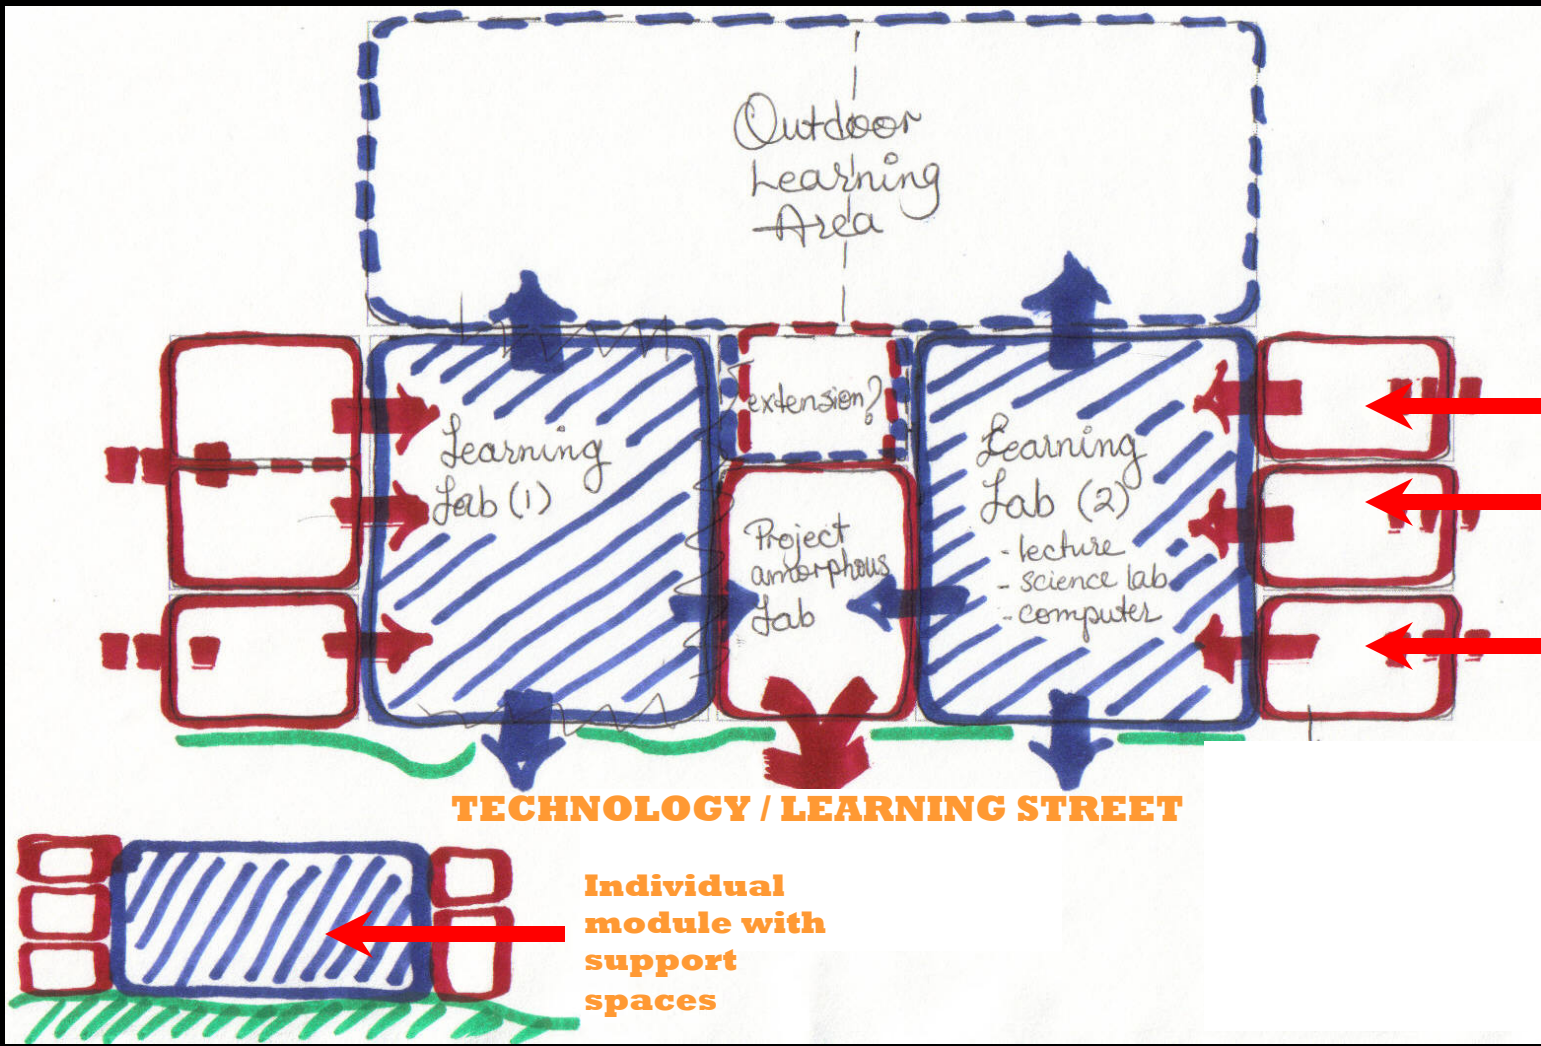 Outdoor
Learning
Area
extension?
Learning
Lab (1)
Learning
Lab (2)
- lecture
- science lab
- computer
Project
amorphous
Lab
TECHNOLOGY / LEARNING STREET
Individual
module with
support
spaces